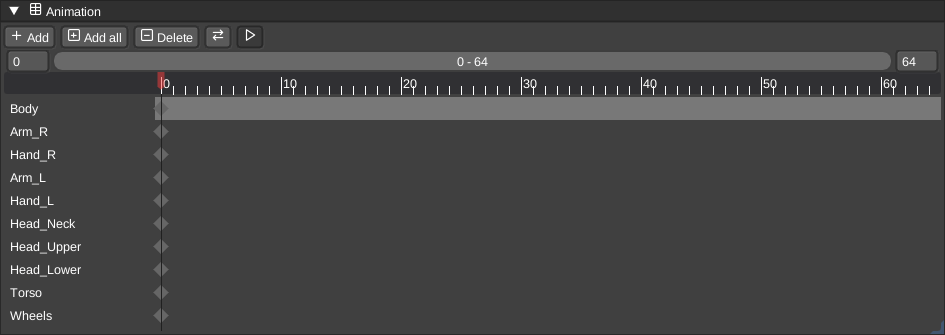 Animation
Add Add all Delete
0 0 - 64 64
0 10 20 30 40 50 60
Body
Arm_R
Hand_R
Arm_L
Hand_L
Head_Neck
Head_Upper
Head_Lower
Torso
Wheels